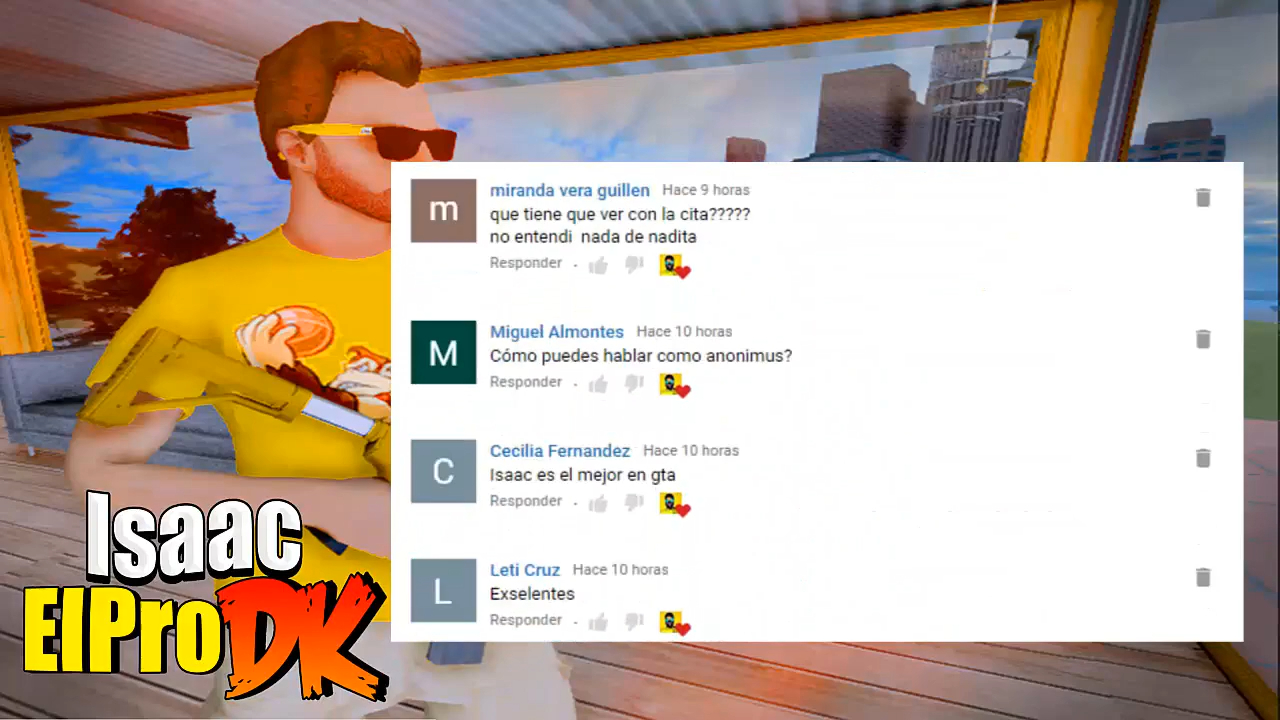 m
miranda vera guillen Hace 9 horas
que tiene que ver con la cita?????
no entendi nada de nadita
Responder
M
Miguel Almontes Hace 10 horas
Cómo puedes hablar como anonimus?
Responder
C
Cecilia Fernandez Hace 10 horas
Isaac es el mejor en gta
Responder
L
Leti Cruz Hace 10 horas
Exselentes
Responder
Isaac
ElProDK